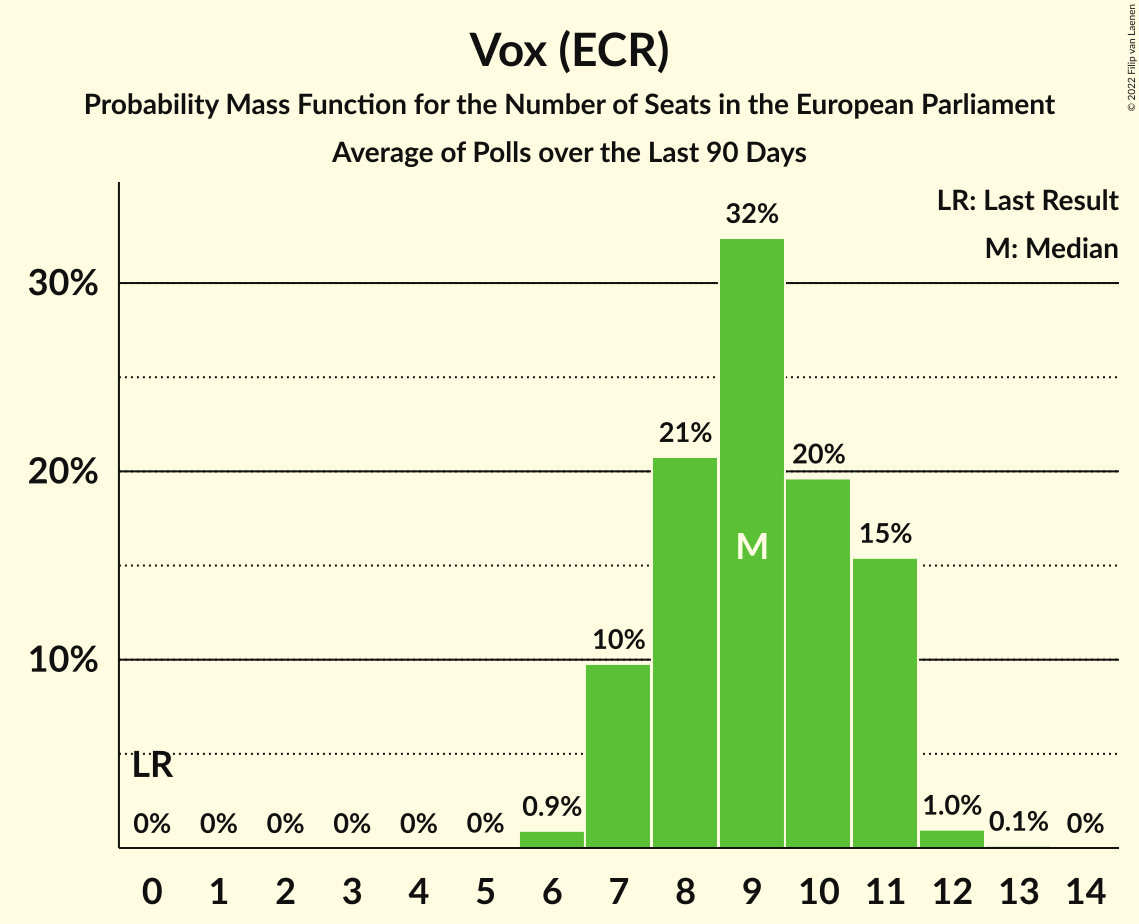 Vox (ECR)
Probability Mass Function for the Number of Seats in the European Parliament
Average of Polls over the Last 90 Days
© 2022 Filip van Laenen
LR: Last Result
M: Median
32%
30%
21%
20%
20%
M
15%
10%
10%
LR
0% 0% 0% 0% 0% 0% 0.9% 1.0% 0.1% 0%
0 1 2 3 4 5 6 7 8 9 10 11 12 13 14